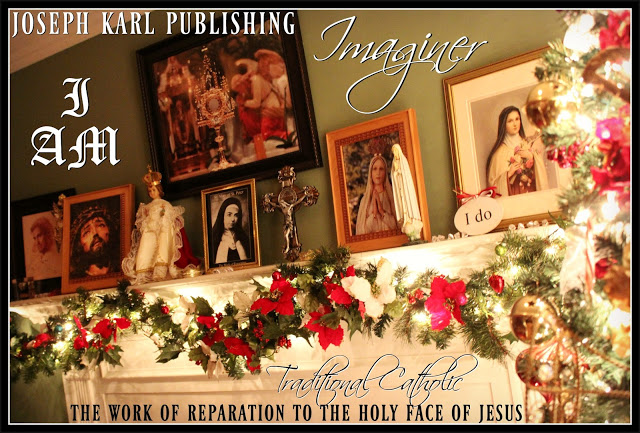 JOSEPH KARL PUBLISHING
Imaginer
I
AM
I do
Traditional Catholic
THE WORK OF REPARATION TO THE HOLY FACE OF JESUS